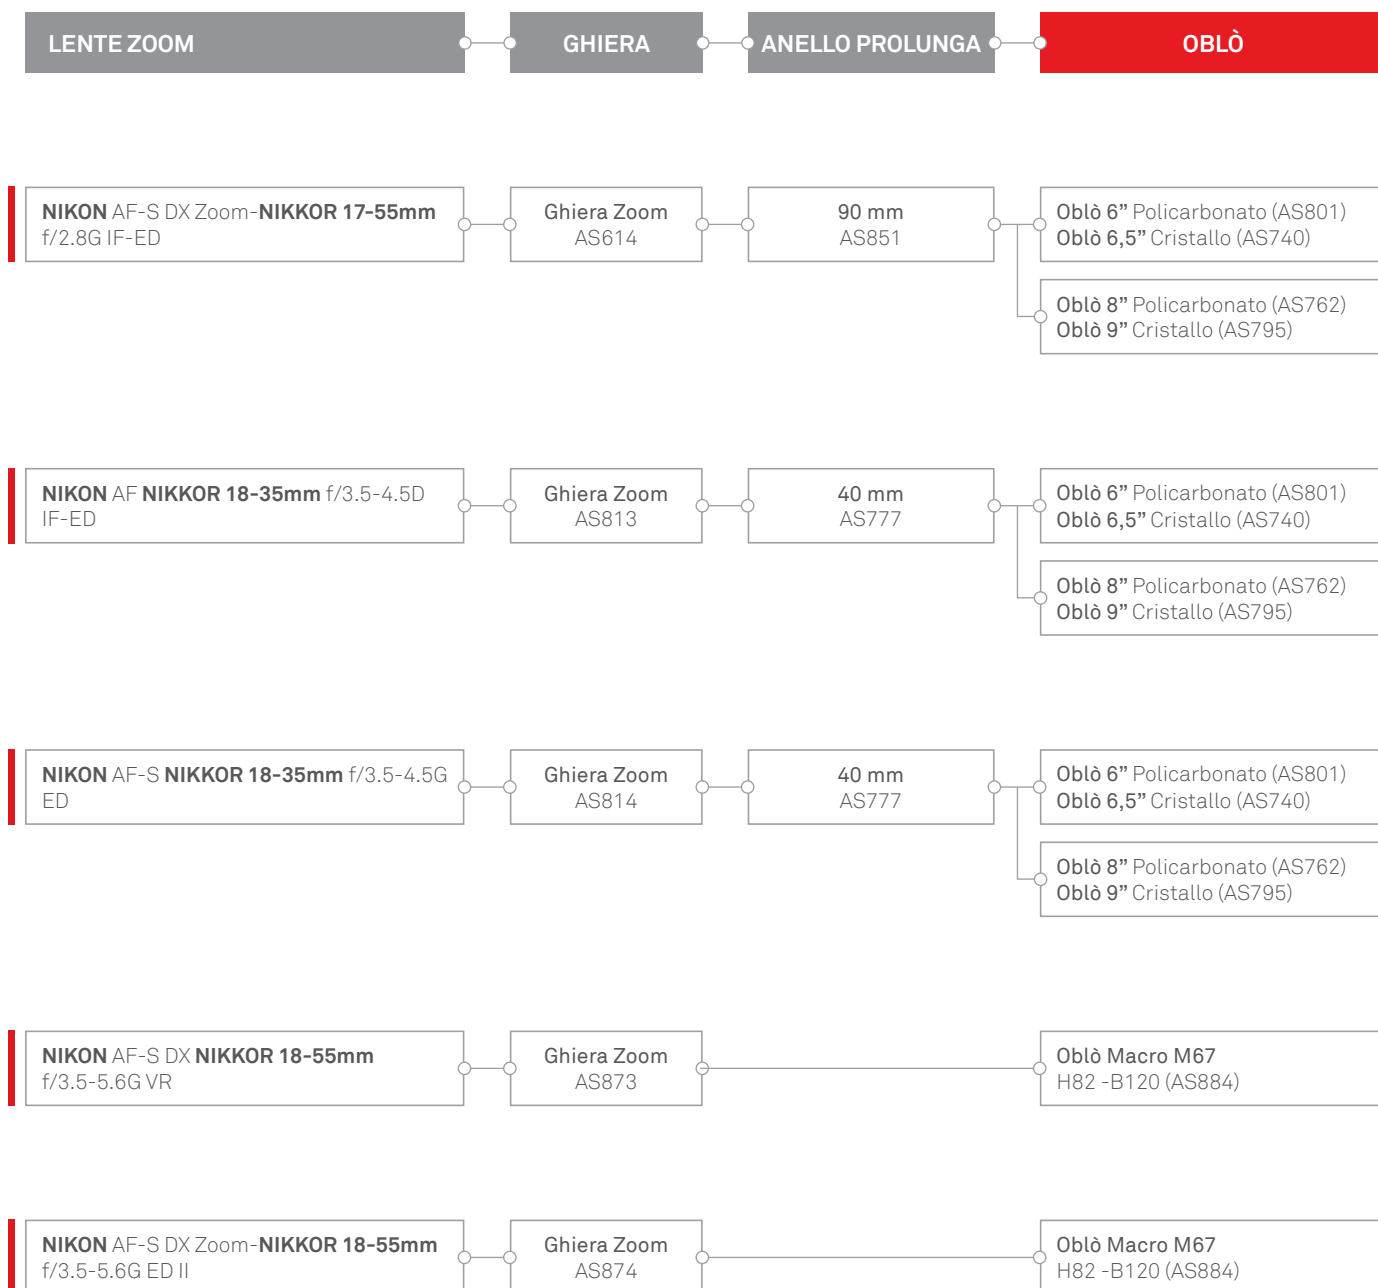 LENTE ZOOM
GHIERA
ANELLO PROLUNGA
OBLÒ
NIKON AF-S DX Zoom-NIKKOR 17-55mm
f/2.8G IF-ED
Ghiera Zoom
AS614
90 mm
AS851
Oblò 6” Policarbonato (AS801)
Oblò 6,5” Cristallo (AS740)
Oblò 8” Policarbonato (AS762)
Oblò 9” Cristallo (AS795)
NIKON AF NIKKOR 18-35mm f/3.5-4.5D
IF-ED
Ghiera Zoom
AS813
40 mm
AS777
Oblò 6” Policarbonato (AS801)
Oblò 6,5” Cristallo (AS740)
Oblò 8” Policarbonato (AS762)
Oblò 9” Cristallo (AS795)
NIKON AF-S NIKKOR 18-35mm f/3.5-4.5G
ED
Ghiera Zoom
AS814
40 mm
AS777
Oblò 6” Policarbonato (AS801)
Oblò 6,5” Cristallo (AS740)
Oblò 8” Policarbonato (AS762)
Oblò 9” Cristallo (AS795)
NIKON AF-S DX NIKKOR 18-55mm
f/3.5-5.6G VR
Ghiera Zoom
AS873
Oblò Macro M67
H82 -B120 (AS884)
NIKON AF-S DX Zoom-NIKKOR 18-55mm
f/3.5-5.6G ED II
Ghiera Zoom
AS874
Oblò Macro M67
H82 -B120 (AS884)